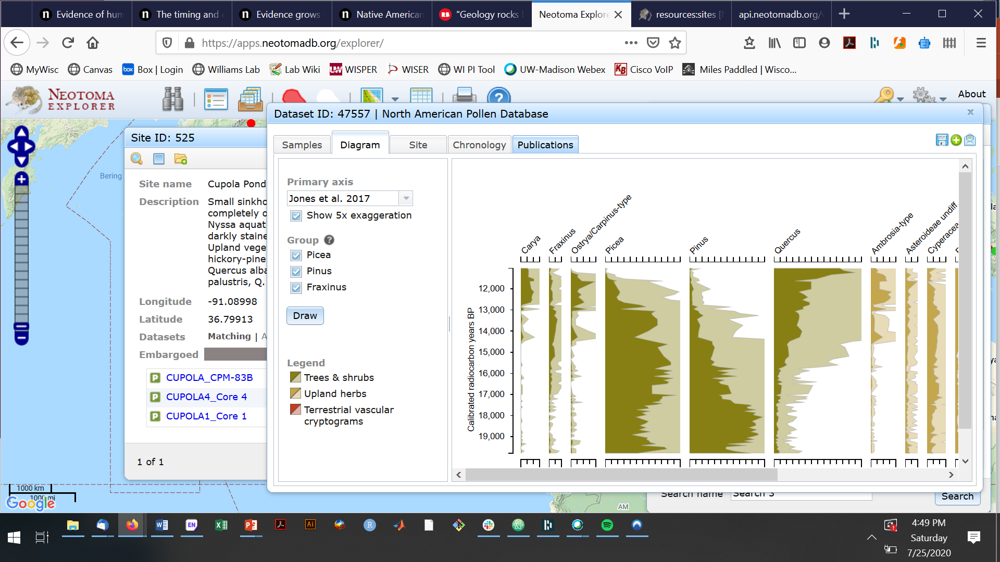 Evidence of hum
The timing and
Evidence grows
Native American
"Geology rocks
Neotoma Explore
resources:sites [
api.neotomadb.org/
https://apps.neotomadb.org/explorer/
MyWisc
Canvas
box
Box | Login
Williams Lab
Lab Wiki
WISPER
WISER
WI PI Tool
UW-Madison Webex
KB
Cisco VoIP
Miles Paddled | Wisco...
NEOTOMA
EXPLORER
About
Dataset ID: 47557 | North American Pollen Database
Samples
Diagram
Site
Chronology
Publications
Site ID: 525
Bering
Site name
Cupola Pond
Description
Small sinkho
completely o
Nyssa aquat
darkly staine
Upland vege
hickory-pine
Quercus alba
palustris, Q.
Longitude
-91.08998
Latitude
36.79913
Datasets
Matching | A
Embargoed
CUPOLA_CPM-83B
CUPOLA4_Core 4
CUPOLA1_Core 1
1 of 1
Primary axis
Jones et al. 2017
Show 5x exaggeration
Group
Picea
Pinus
Fraxinus
Draw
Legend
Trees & shrubs
Upland herbs
Terrestrial vascular
cryptograms
Carya
Fraxinus
Ostrya/Carpinus-type
Picea
Pinus
Quercus
Ambrosia-type
Asteroideae undiff.
Cyperacea
Calibrated radiocarbon years BP
12,000
13,000
14,000
15,000
16,000
17,000
18,000
19,000
1000 km
1000 mi
Google
AM
Search name
Search 3
Search
EN
Ai
R
4:49 PM
Saturday
7/25/2020